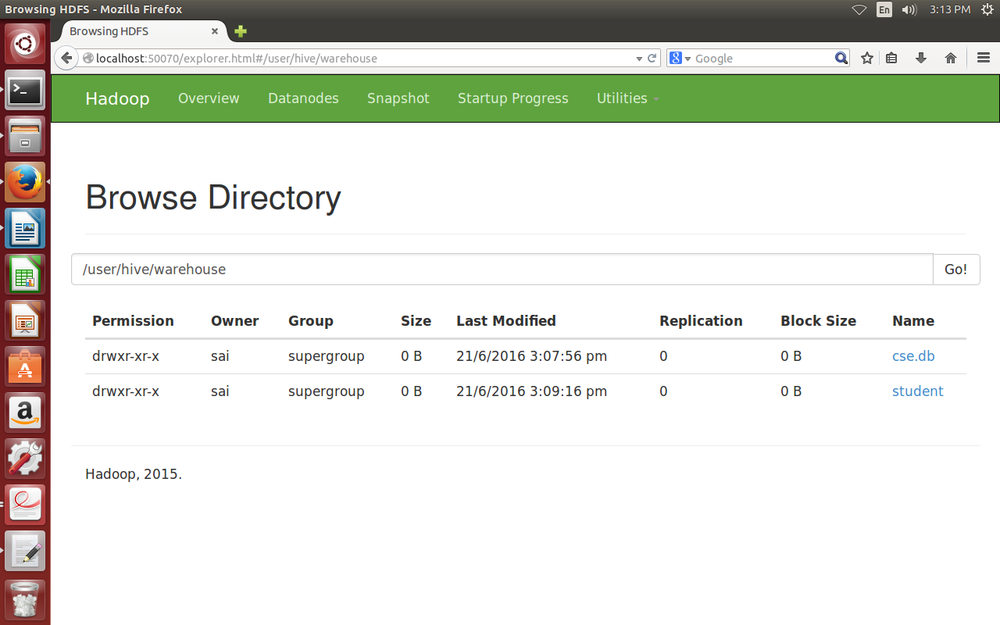 Browsing HDFS - Mozilla Firefox En 3:13 PM
Browsing HDFS
localhost:50070/explorer.html#/user/hive/warehouse Google
Hadoop Overview Datanodes Snapshot Startup Progress Utilities
Browse Directory
/user/hive/warehouse Go!
Permission Owner Group Size Last Modified Replication Block Size Name
drwxr-xr-x sai supergroup 0 B 21/6/2016 3:07:56 pm 0 0 B cse.db
drwxr-xr-x sai supergroup 0 B 21/6/2016 3:09:16 pm 0 0 B student
Hadoop, 2015.